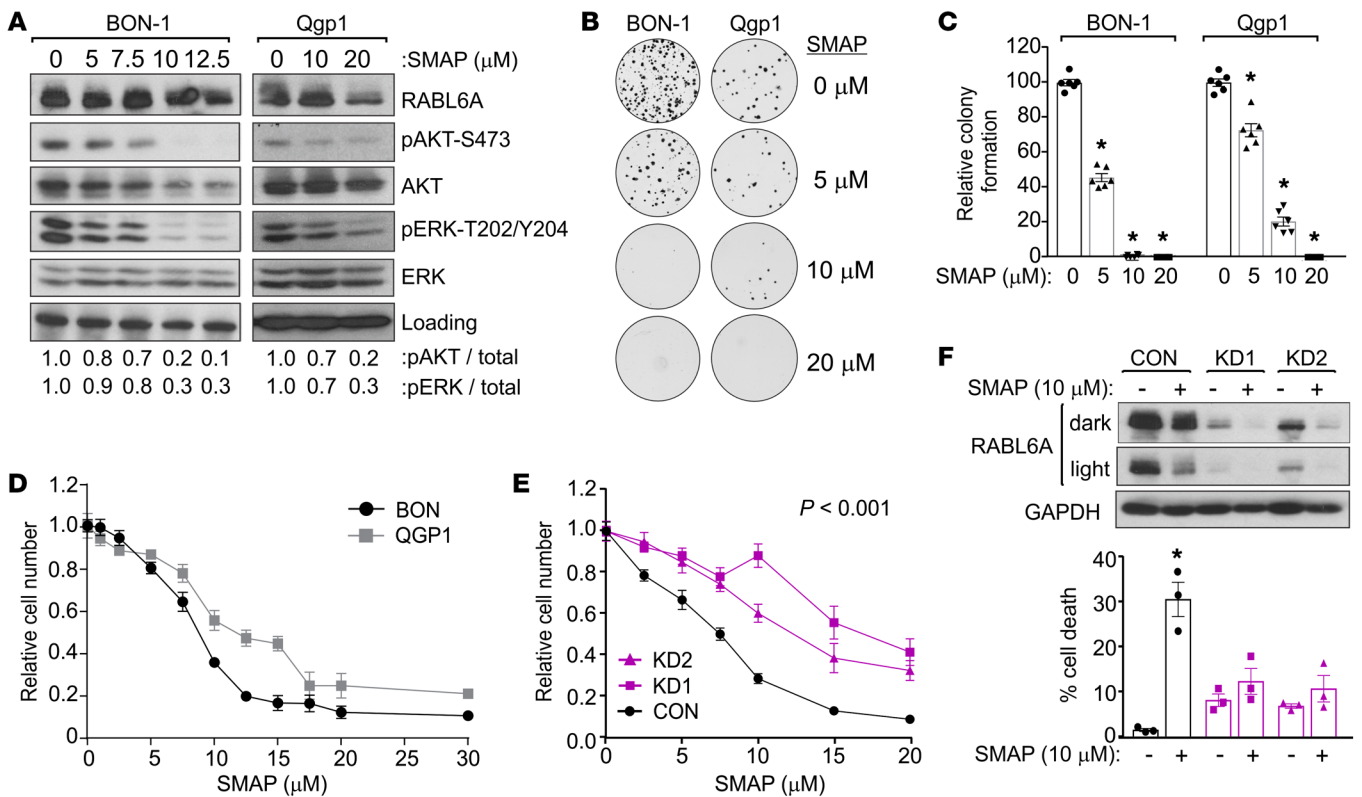 A
BON-1 Qgp1
0 5 7.5 10 12.5 0 10 20 :SMAP (μM)
RABL6A
pAKT-S473
AKT
pERK-T202/Y204
ERK
Loading
1.0 0.8 0.7 0.2 0.1 1.0 0.7 0.2 :pAKT / total
1.0 0.9 0.8 0.3 0.3 1.0 0.7 0.3 :pERK / total
B
BON-1 Qgp1 SMAP
0 μM
5 μM
10 μM
20 μM
C
BON-1 Qgp1
Relative colony
formation
120
100
80
60
40
20
0
* * * * * *
SMAP (μM): 0 5 10 20 0 5 10 20
D
Relative cell number
1.2
1.0
0.8
0.6
0.4
0.2
0
BON
QGP1
0 5 10 15 20 25 30
SMAP (μM)
E
Relative cell number
1.2
1.0
0.8
0.6
0.4
0.2
0.0
P < 0.001
KD2
KD1
CON
0 5 10 15 20
SMAP (μM)
F
CON KD1 KD2
SMAP (10 μM): - + - + - +
RABL6A
dark
light
GAPDH
% cell death
40
30
20
10
0
*
SMAP (10 μM): - + - + - +